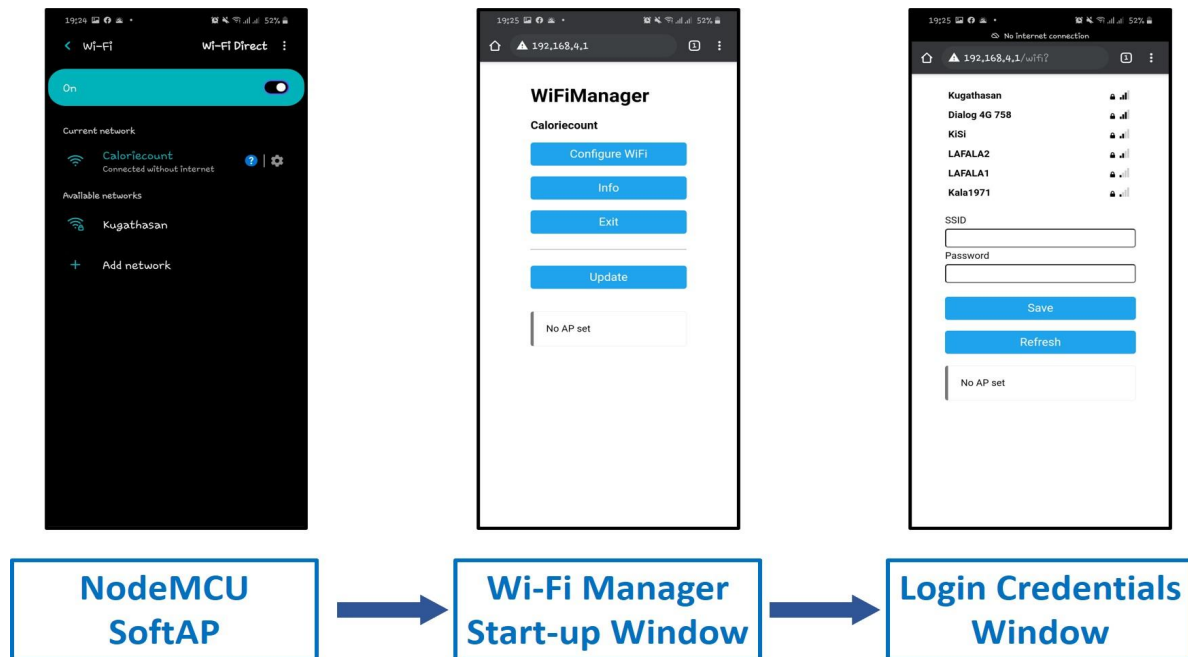 19:24 52%
Wi-Fi Wi-Fi Direct
On
Current network
Caloriecount
Connected without internet
Available networks
Kugathasan
Add network
19:25 52%
192.168.4.1 1
WiFiManager
Caloriecount
Configure WiFi
Info
Exit
Update
No AP set
19:25 52%
No internet connection
192.168.4.1/wifi? 1
Kugathasan
Dialog 4G 758
KiSi
LAFALA2
LAFALA1
Kala1971
SSID
Password
Save
Refresh
No AP set
NodeMCU
SoftAP
Wi-Fi Manager
Start-up Window
Login Credentials
Window